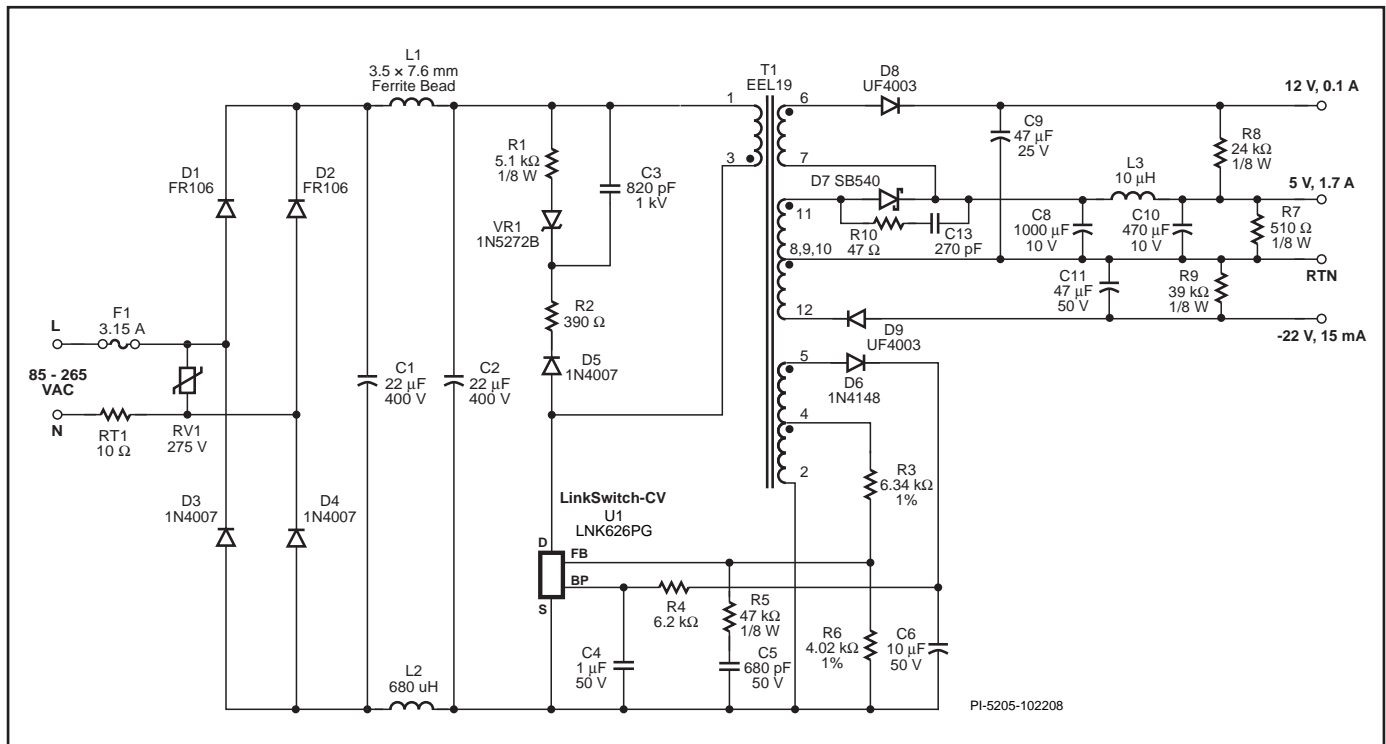 L1
3.5 × 7.6 mm
Ferrite Bead
T1
EEL19
D8
UF4003
12 V, 0.1 A
1
6
3
7
R1
5.1 kΩ
1/8 W
C3
820 pF
1 kV
C9
47 µF
25 V
R8
24 kΩ
1/8 W
D1
FR106
D2
FR106
VR1
1N5272B
D7 SB540
L3
10 µH
5 V, 1.7 A
11
R10
47 Ω
C13
270 pF
C8
1000 µF
10 V
C10
470 µF
10 V
R7
510 Ω
1/8 W
8,9,10
RTN
R2
390 Ω
C11
47 µF
50 V
R9
39 kΩ
1/8 W
12
D9
UF4003
-22 V, 15 mA
F1
3.15 A
L
85 - 265
VAC
N
RT1
10 Ω
RV1
275 V
C1
22 µF
400 V
C2
22 µF
400 V
D5
1N4007
5
D6
1N4148
4
2
R3
6.34 kΩ
1%
D3
1N4007
D4
1N4007
LinkSwitch-CV
U1
LNK626PG
D
FB
BP
S
R4
6.2 kΩ
R5
47 kΩ
1/8 W
R6
4.02 kΩ
1%
C6
10 µF
50 V
C4
1 µF
50 V
C5
680 pF
50 V
L2
680 uH
PI-5205-102208